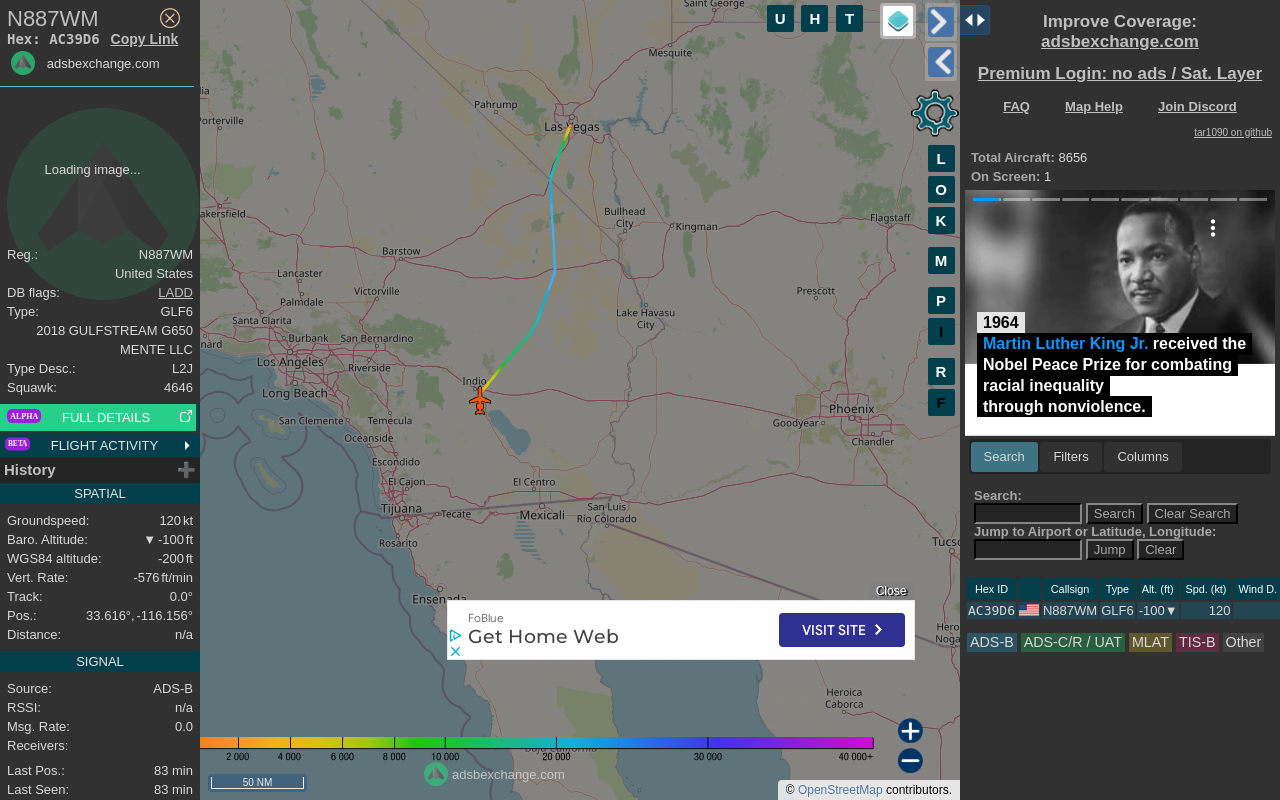 N887WM
Hex: AC39D6 Copy Link
adsbexchange.com
Loading image...
Reg.: N887WM
United States
DB flags: LADD
Type: GLF6
2018 GULFSTREAM G650
MENTE LLC
Type Desc.: L2J
Squawk: 4646
ALPHA FULL DETAILS
BETA FLIGHT ACTIVITY
History
SPATIAL
Groundspeed: 120 kt
Baro. Altitude: ▼ -100 ft
WGS84 altitude: -200 ft
Vert. Rate: -576 ft/min
Track: 0.0°
Pos.: 33.616°, -116.156°
Distance: n/a
SIGNAL
Source: ADS-B
RSSI: n/a
Msg. Rate: 0.0
Receivers:
Last Pos.: 83 min
Last Seen: 83 min
Saint George
Mesquite
Pahrump
Las Vegas
Porterville
akersfield
Bullhead
City
Kingman
Flagstaff
Barstow
Lancaster
Victorville
Palmdale
Prescott
Santa Clarita
Lake Havasu
City
nard
Burbank
San Bernardino
Los Angeles
Riverside
Indio
Long Beach
Phoenix
San Clemente
Temecula
Goodyear
Chandler
Oceanside
Escondido
El Cajon
El Centro
Tijuana
Tecate
Mexicali
San Luis
Río Colorado
Rosarito
Tucso
Ensenada
Hero
Noga
Heroica
Caborca
Baja California
U H T
L
O
K
M
P
I
R
F
Close
FoBlue
Get Home Web
VISIT SITE
2 000 4 000 6 000 8 000 10 000 20 000 30 000 40 000+
adsbexchange.com
50 NM
© OpenStreetMap contributors.
Improve Coverage:
adsbexchange.com
Premium Login: no ads / Sat. Layer
FAQ Map Help Join Discord
tar1090 on github
Total Aircraft: 8656
On Screen: 1
1964
Martin Luther King Jr. received the
Nobel Peace Prize for combating
racial inequality
through nonviolence.
Search Filters Columns
Search:
Search Clear Search
Jump to Airport or Latitude, Longitude:
Jump Clear
Hex ID Callsign Type Alt. (ft) Spd. (kt) Wind D.
AC39D6 N887WM GLF6 -100▼ 120
ADS-B ADS-C/R / UAT MLAT TIS-B Other